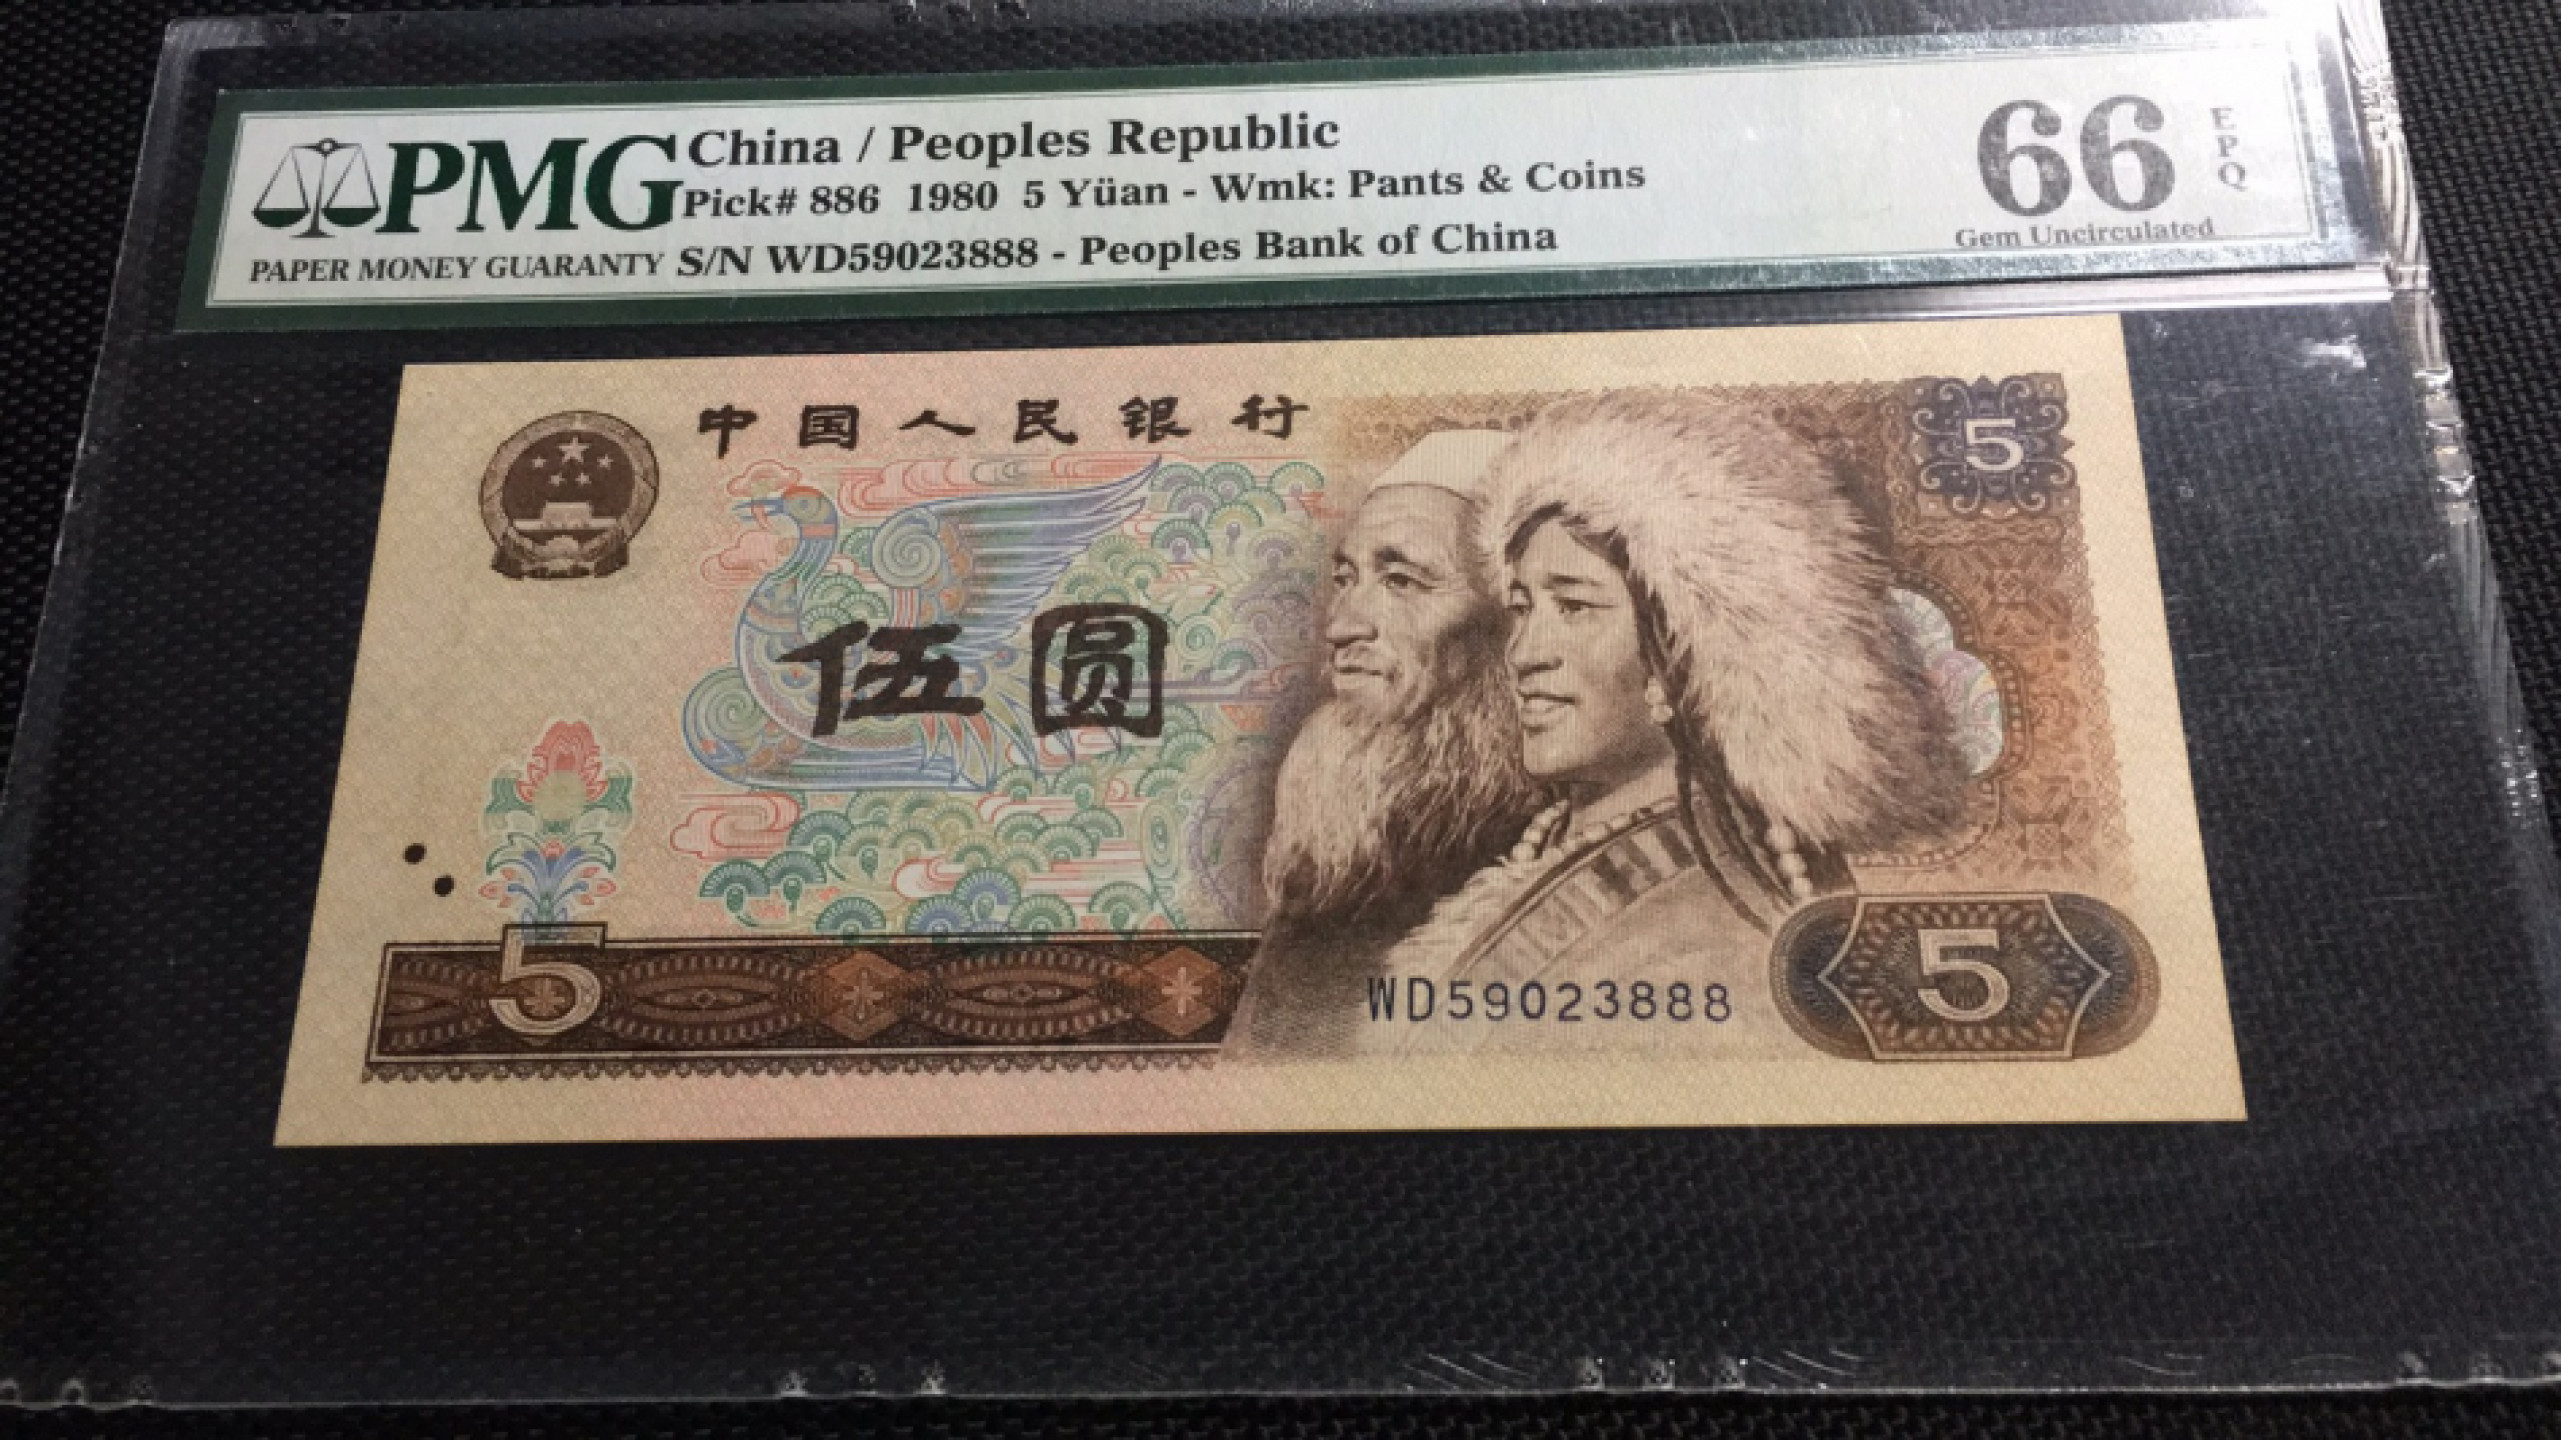 PMG
PAPER MONEY GUARANTY
China / Peoples Republic
Pick# 886 1980 5 Yüan - Wmk: Pants & Coins
S/N WD59023888 - Peoples Bank of China
66
EPQ
Gem Uncirculated
中国人民银行
5
伍圆
5
WD59023888
5